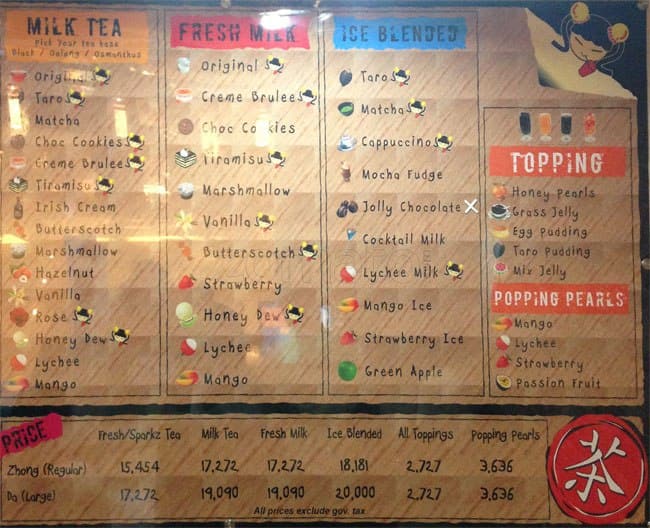 MILK TEA
Pick your tea base
Black / Oolong / Osmanthus
Original
Taro
Matcha
Choc Cookies
Creme Brulee
Tiramisu
Irish Cream
Butterscotch
Marshmallow
Hazelnut
Vanilla
Rose
Honey Dew
Lychee
Mango
FRESH MILK
Original
Creme Brulee
Choc Cookies
Tiramisu
Marshmallow
Vanilla
Butterscotch
Strawberry
Honey Dew
Lychee
Mango
ICE BLENDED
Taro
Matcha
Cappuccino
Mocha Fudge
Jolly Chocolate
Cocktail Milk
Lychee Milk
Mango Ice
Strawberry Ice
Green Apple
TOPPING
Honey Pearls
Grass Jelly
Egg Pudding
Taro Pudding
Mix Jelly
POPPING PEARLS
Mango
Lychee
Strawberry
Passion Fruit
PRICE
Fresh/Sparkz Tea Milk Tea Fresh Milk Ice Blended All Toppings Popping Pearls
Zhong (Regular) 15,454 17,272 17,272 18,181 2,727 3,636
Da (Large) 17,272 19,090 19,090 20,000 2,727 3,636
All prices exclude gov. tax
茶